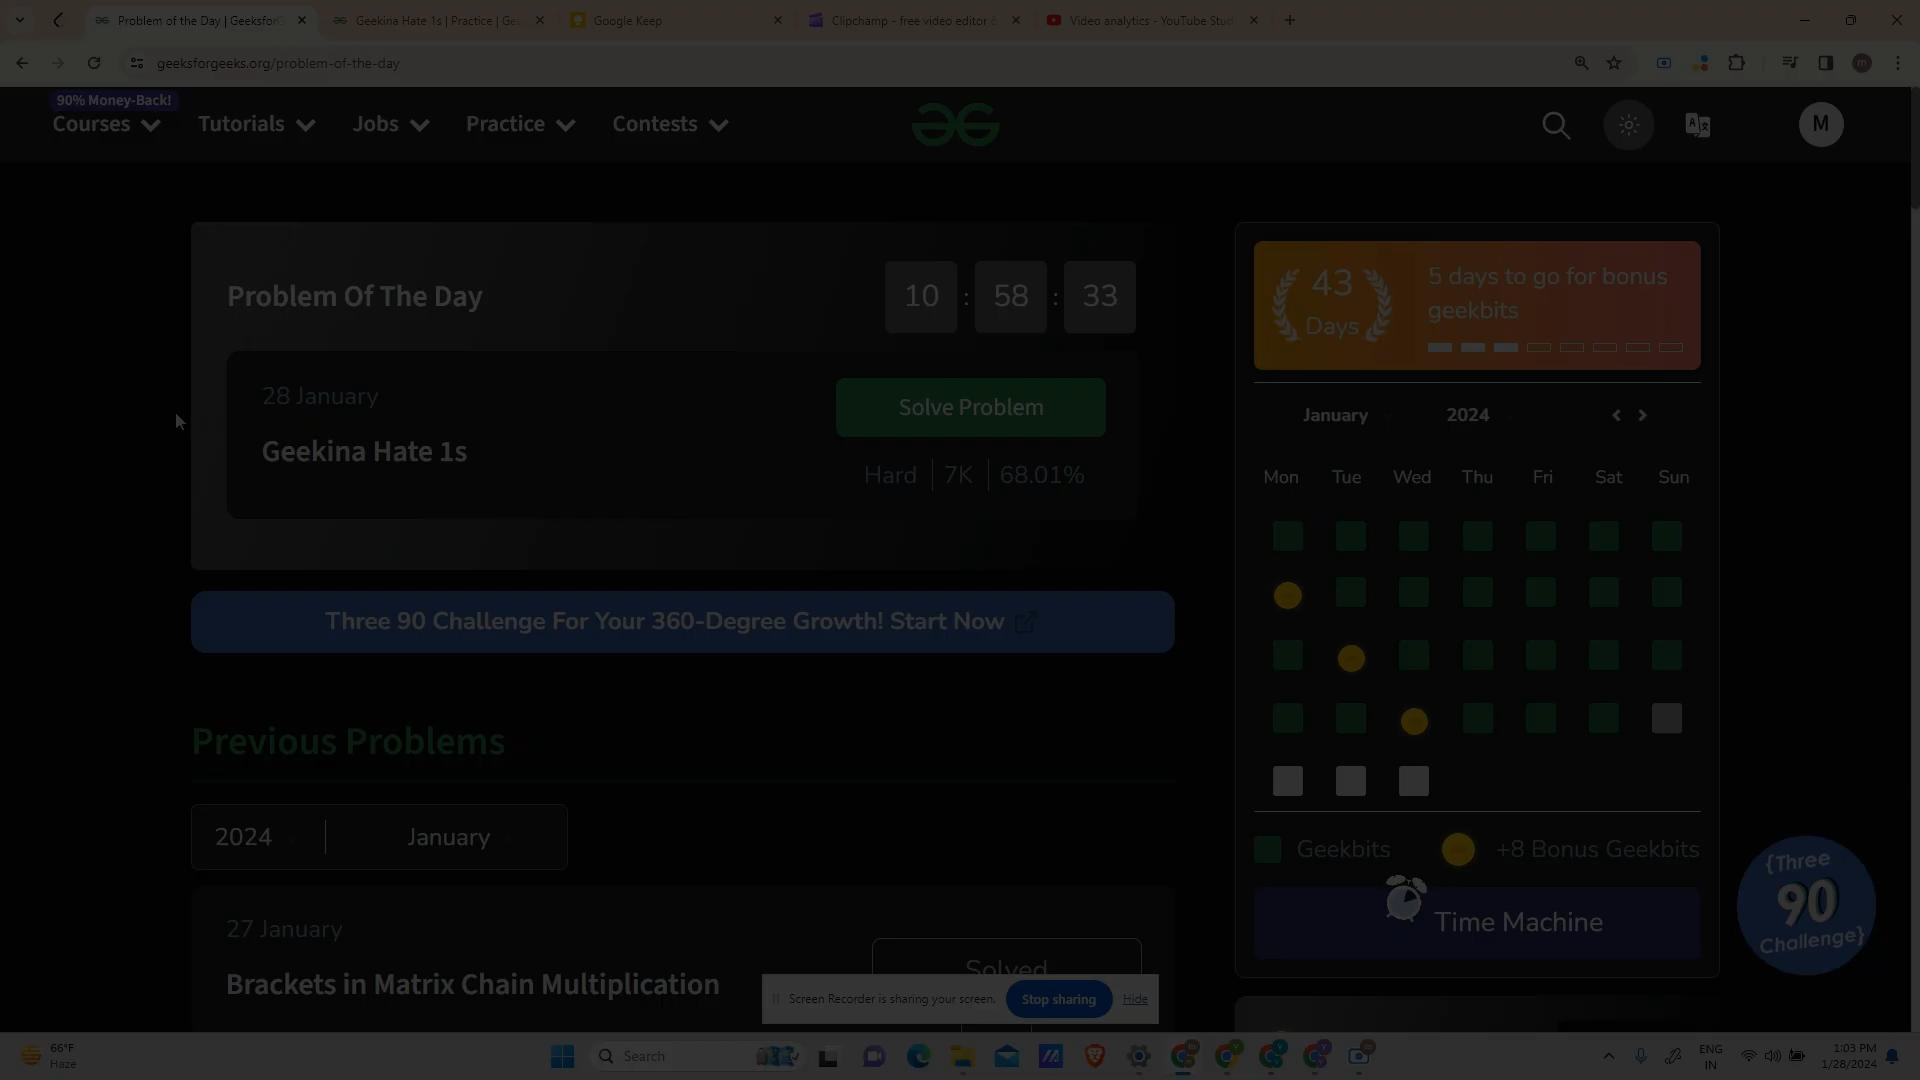 Problem of the Day | GeeksforG
Geekina Hate 1s | Practice | Gee
Google Keep
Clipchamp - free video editor &
Video analytics - YouTube Stud
geeksforgeeks.org/problem-of-the-day
90% Money-Back!
Courses
Tutorials
Jobs
Practice
Contests
M
Problem Of The Day
10 : 58 : 33
28 January
Solve Problem
Geekina Hate 1s
Hard
7K
68.01%
Three 90 Challenge For Your 360-Degree Growth! Start Now
Previous Problems
2024
January
27 January
Brackets in Matrix Chain Multiplication
Solved
43
Days
5 days to go for bonus
geekbits
January
2024
Mon Tue Wed Thu Fri Sat Sun
Geekbits
+8 Bonus Geekbits
Time Machine
{Three
90
Challenge}
Screen Recorder is sharing your screen.
Stop sharing
Hide
66°F
Haze
Search
ENG
IN
1:03 PM
1/28/2024